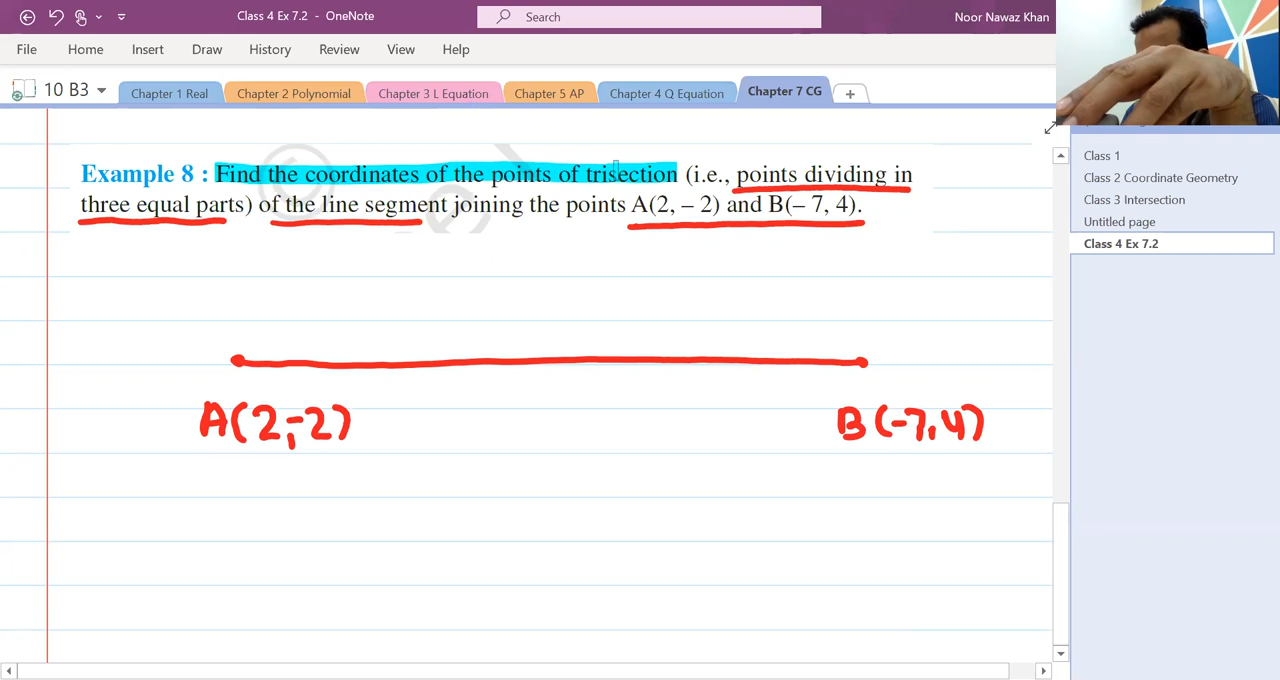 Class 4 Ex 7.2 - OneNote
Search
Noor Nawaz Khan
File Home Insert Draw History Review View Help
10 B3
Chapter 1 Real
Chapter 2 Polynomial
Chapter 3 L Equation
Chapter 5 AP
Chapter 4 Q Equation
Chapter 7 CG
Example 8 : Find the coordinates of the points of trisection (i.e., points dividing in
three equal parts) of the line segment joining the points A(2, – 2) and B(– 7, 4).
A(2,-2)
B(-7,4)
Class 1
Class 2 Coordinate Geometry
Class 3 Intersection
Untitled page
Class 4 Ex 7.2